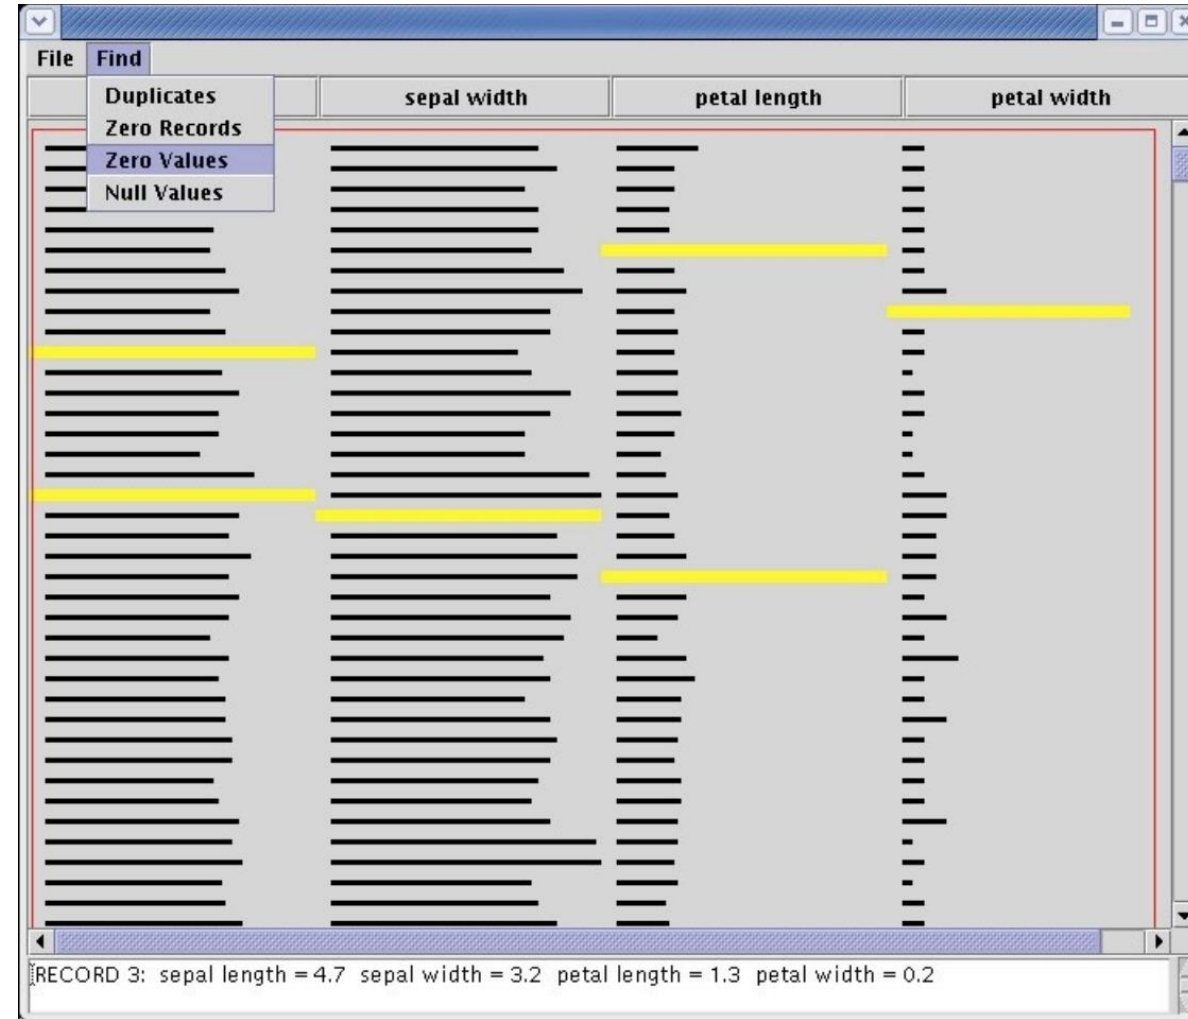 File Find
Duplicates
Zero Records
Zero Values
Null Values
sepal width petal length petal width
RECORD 3: sepal length = 4.7 sepal width = 3.2 petal length = 1.3 petal width = 0.2